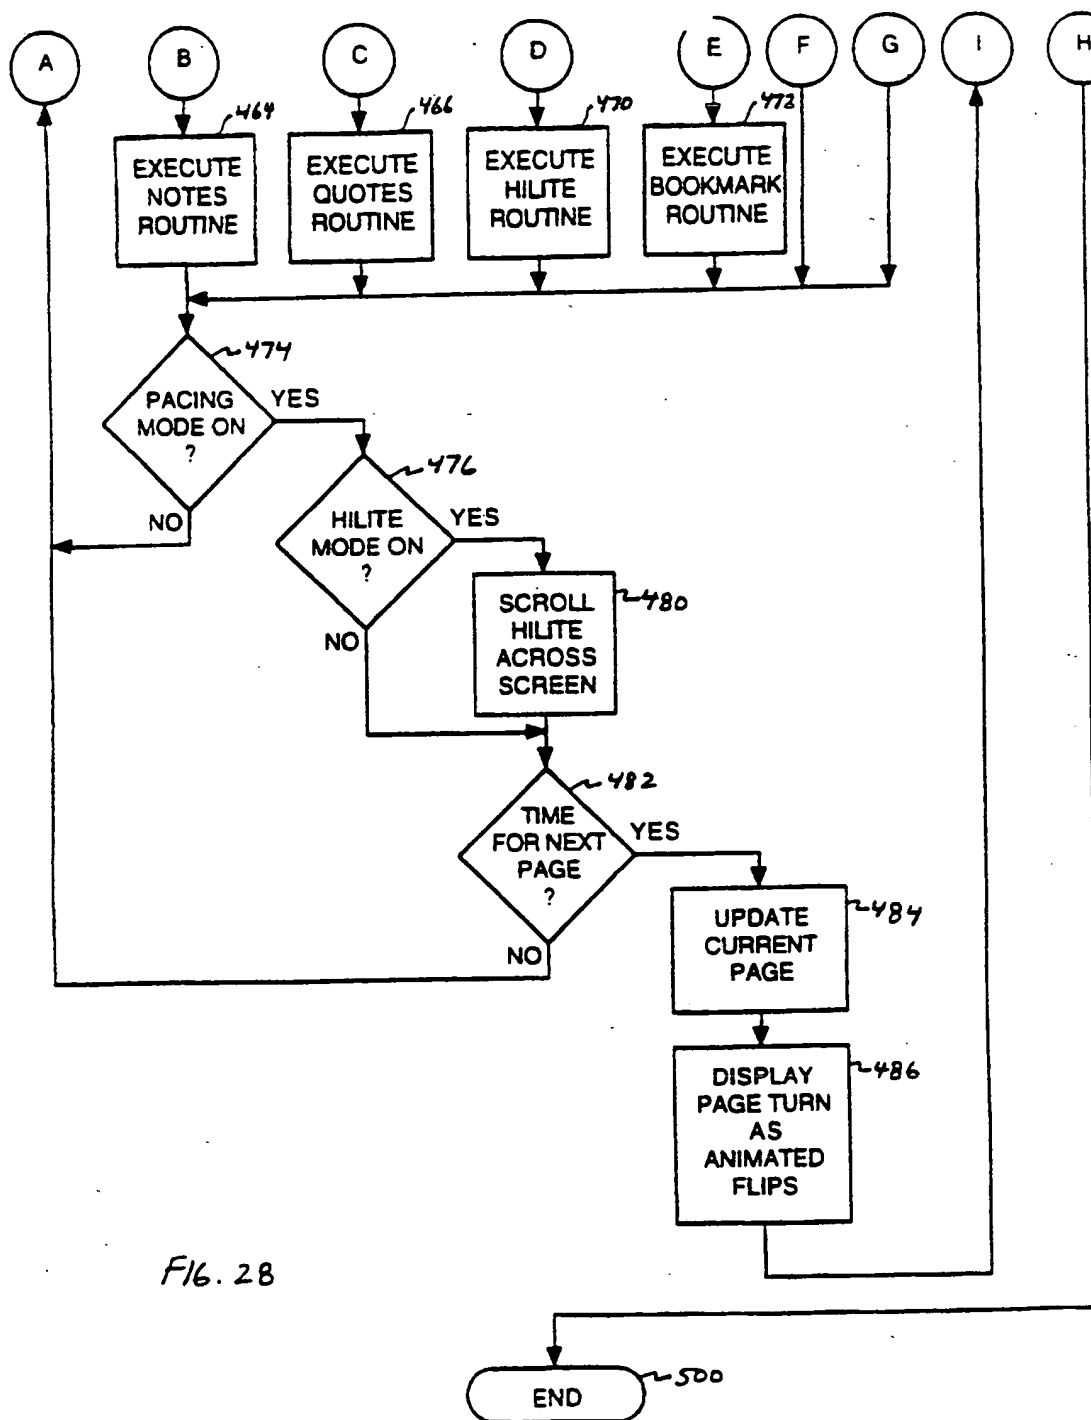 A
B
C
D
E
F
G
I
H
464
466
470
472
EXECUTE
NOTES
ROUTINE
EXECUTE
QUOTES
ROUTINE
EXECUTE
HILITE
ROUTINE
EXECUTE
BOOKMARK
ROUTINE
474
PACING
MODE ON
?
YES
NO
476
HILITE
MODE ON
?
YES
NO
480
SCROLL
HILITE
ACROSS
SCREEN
482
TIME
FOR NEXT
PAGE
?
YES
NO
484
UPDATE
CURRENT
PAGE
486
DISPLAY
PAGE TURN
AS
ANIMATED
FLIPS
FIG. 28
500
END